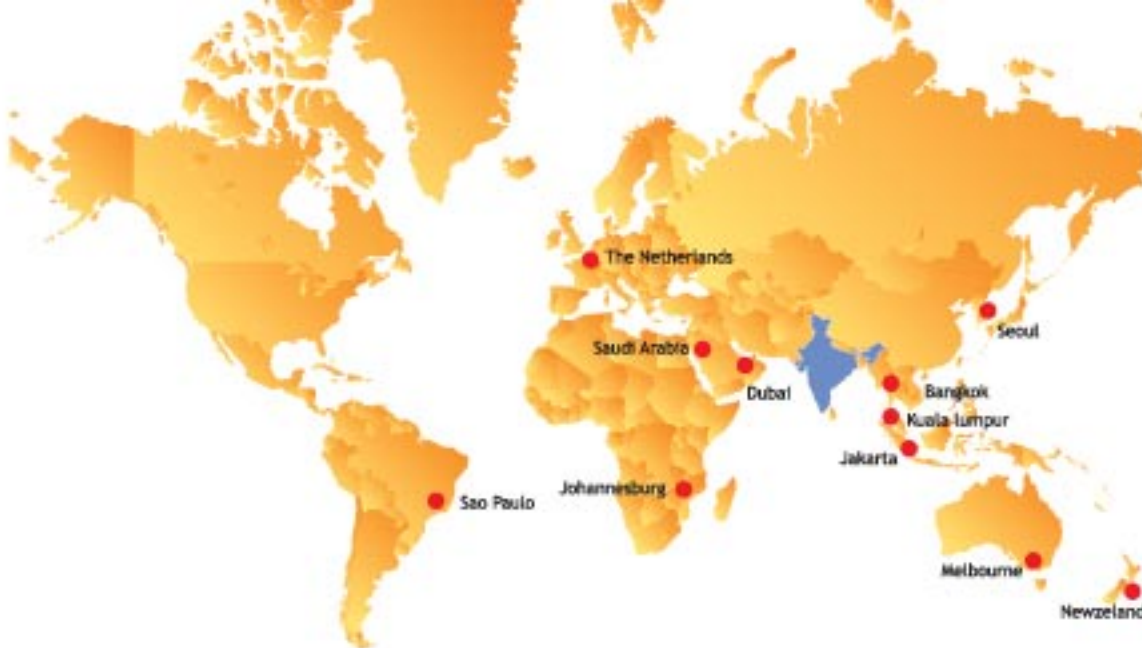 The Netherlands
Seoul
Saudi Arabia
Dubai
Bangkok
Kuala lumpur
Jakarta
Johannesburg
Sao Paulo
Melbourne
Newzeland